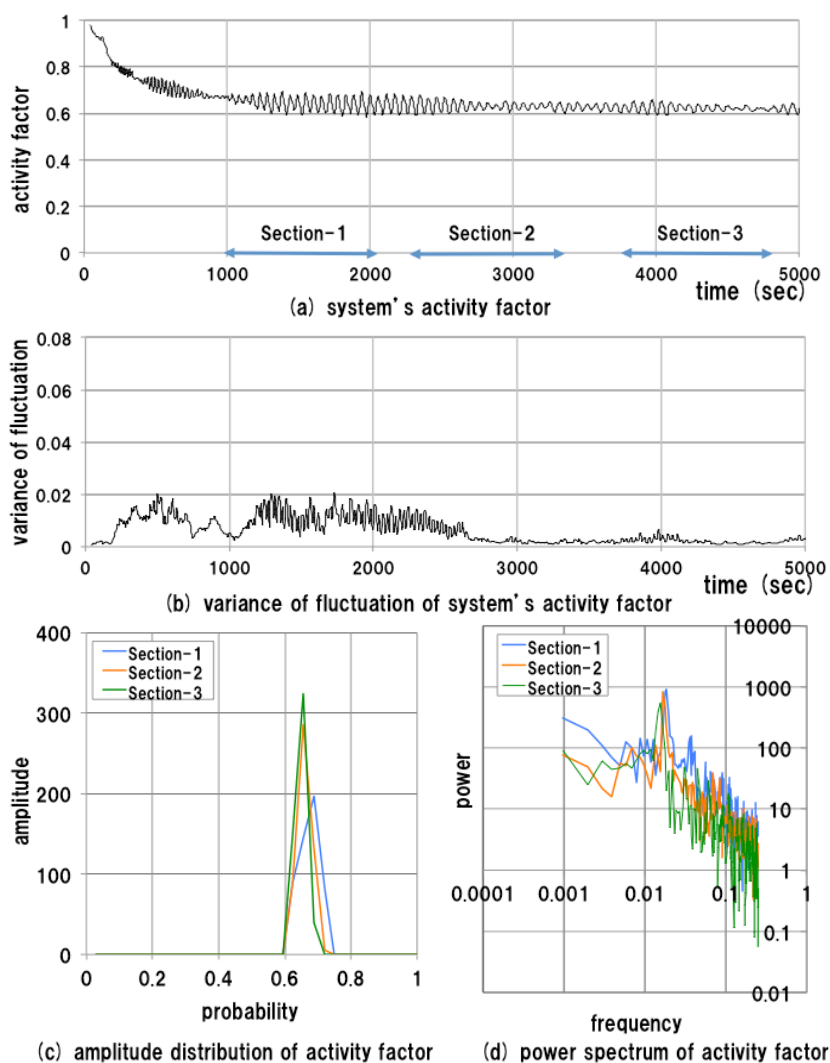 1
0.8
0.6
0.4
0.2
0
activity factor
Section-1 Section-2 Section-3
0 1000 2000 3000 4000 5000
time (sec)
(a) system's activity factor
0.08
0.06
0.04
0.02
0
variance of fluctuation
0 1000 2000 3000 4000 5000
time (sec)
(b) variance of fluctuation of system's activity factor
400
300
200
100
0
amplitude
Section-1
Section-2
Section-3
0 0.2 0.4 0.6 0.8 1
probability
(c) amplitude distribution of activity factor
Section-1
Section-2
Section-3
10000
1000
100
10
1
0.1
0.01
power
0.0001 0.001 0.01 0.1 1
frequency
(d) power spectrum of activity factor